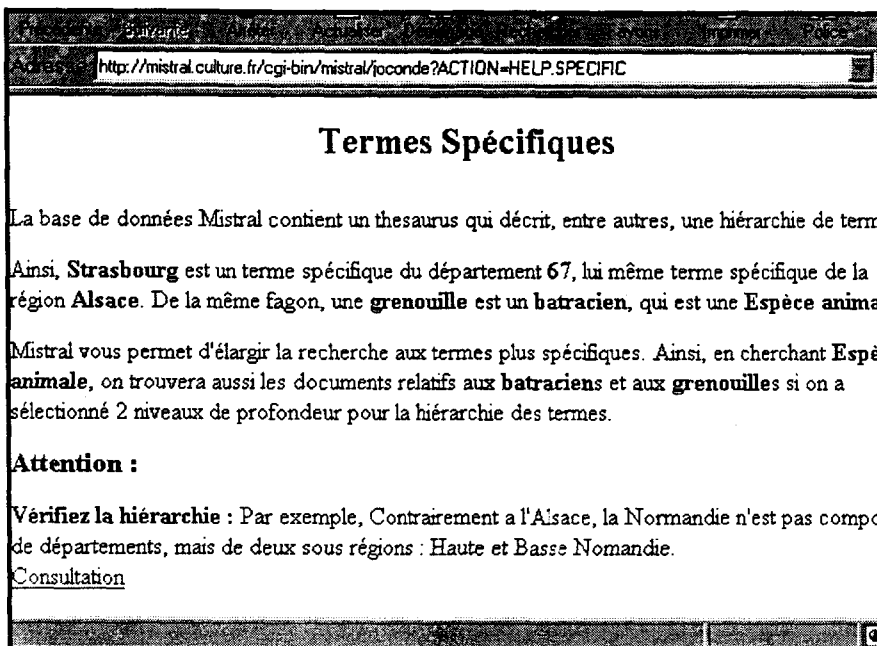 Suivante
Police
http://mistral.culture.fr/cgi-bin/mistral/joconde?ACTION=HELP.SPECIFIC
Termes Spécifiques
La base de données Mistral contient un thesaurus qui décrit, entre autres, une hiérarchie de term
Ainsi, Strasbourg est un terme spécifique du département 67, lui même terme spécifique de la
région Alsace. De la même fagon, une grenouille est un batracien, qui est une Espèce anima
Mistral vous permet d'élargir la recherche aux termes plus spécifiques. Ainsi, en cherchant Espè
animale, on trouvera aussi les documents relatifs aux batraciens et aux grenouilles si on a
sélectionné 2 niveaux de profondeur pour la hiérarchie des termes.
Attention :
Vérifiez la hiérarchie : Par exemple, Contrairement a l'Alsace, la Normandie n'est pas compo
de départements, mais de deux sous régions : Haute et Basse Nomandie.
Consultation